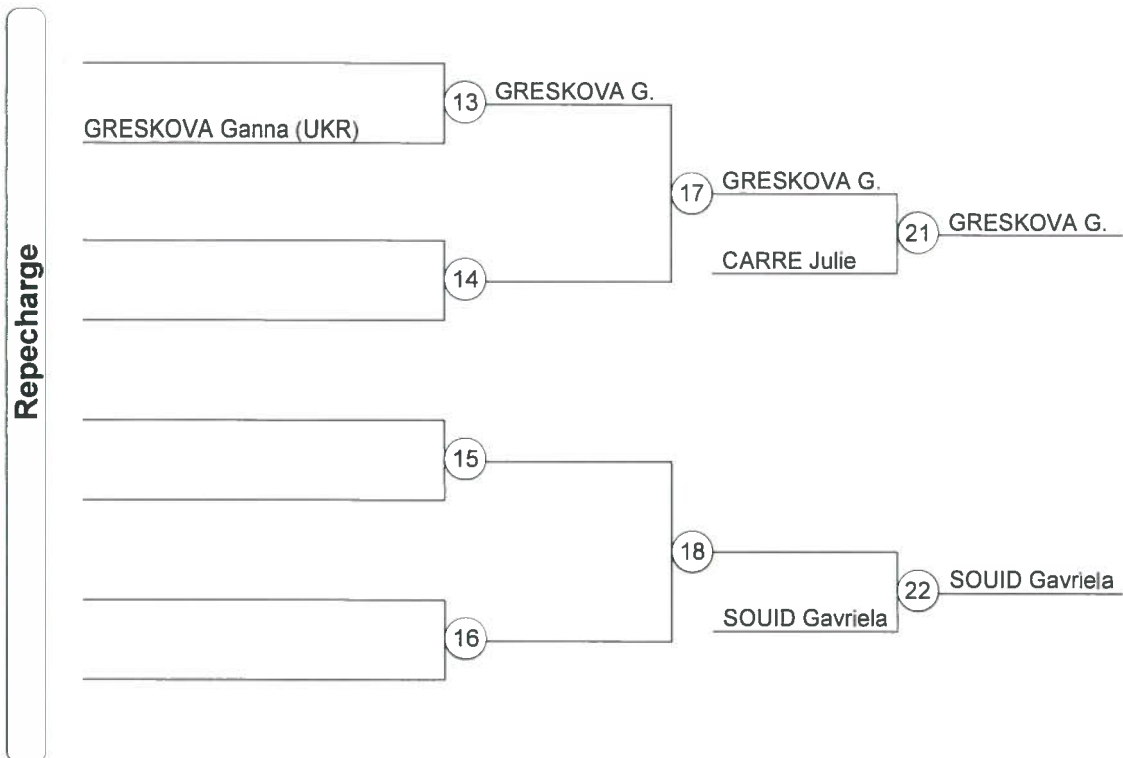 Repecharge
13 GRESKOVA G.
GRESKOVA Ganna (UKR)
17 GRESKOVA G.
21 GRESKOVA G.
CARRE Julie
14
15
18
22 SOUID Gavriela
SOUID Gavriela
16